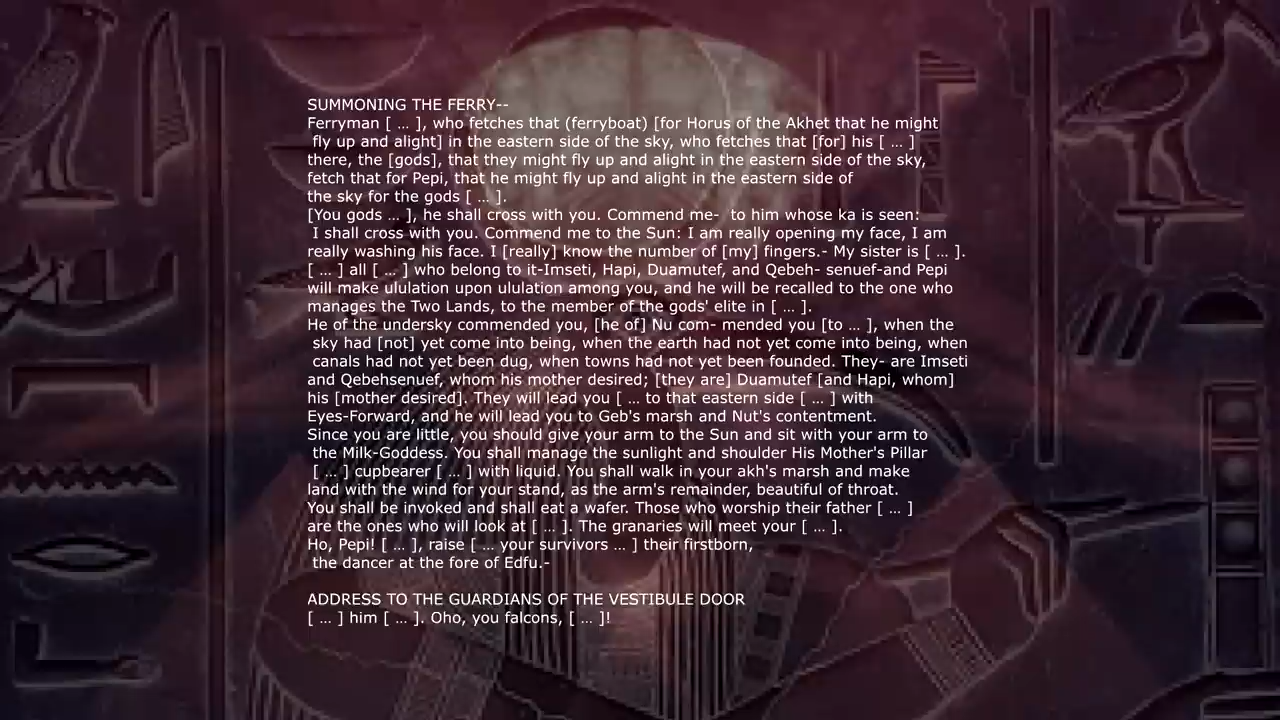 SUMMONING THE FERRY--
Ferryman [ … ], who fetches that (ferryboat) [for Horus of the Akhet that he might
fly up and alight] in the eastern side of the sky, who fetches that [for] his [ … ]
there, the [gods], that they might fly up and alight in the eastern side of the sky,
fetch that for Pepi, that he might fly up and alight in the eastern side of
the sky for the gods [ … ].
[You gods … ], he shall cross with you. Commend me-  to him whose ka is seen:
I shall cross with you. Commend me to the Sun: I am really opening my face, I am
really washing his face. I [really] know the number of [my] fingers.- My sister is [ … ].
[ … ] all [ … ] who belong to it-Imseti, Hapi, Duamutef, and Qebeh- senuef-and Pepi
will make ululation upon ululation among you, and he will be recalled to the one who
manages the Two Lands, to the member of the gods' elite in [ … ].
He of the undersky commended you, [he of] Nu com- mended you [to … ], when the
sky had [not] yet come into being, when the earth had not yet come into being, when
canals had not yet been dug, when towns had not yet been founded. They- are Imseti
and Qebehsenuef, whom his mother desired; [they are] Duamutef [and Hapi, whom]
his [mother desired]. They will lead you [ … to that eastern side [ … ] with
Eyes-Forward, and he will lead you to Geb's marsh and Nut's contentment.
Since you are little, you should give your arm to the Sun and sit with your arm to
the Milk-Goddess. You shall manage the sunlight and shoulder His Mother's Pillar
[ … ] cupbearer [ … ] with liquid. You shall walk in your akh's marsh and make
land with the wind for your stand, as the arm's remainder, beautiful of throat.
You shall be invoked and shall eat a wafer. Those who worship their father [ … ]
are the ones who will look at [ … ]. The granaries will meet your [ … ].
Ho, Pepi! [ … ], raise [ … your survivors … ] their firstborn,
the dancer at the fore of Edfu.-
ADDRESS TO THE GUARDIANS OF THE VESTIBULE DOOR
[ … ] him [ … ]. Oho, you falcons, [ … ]!